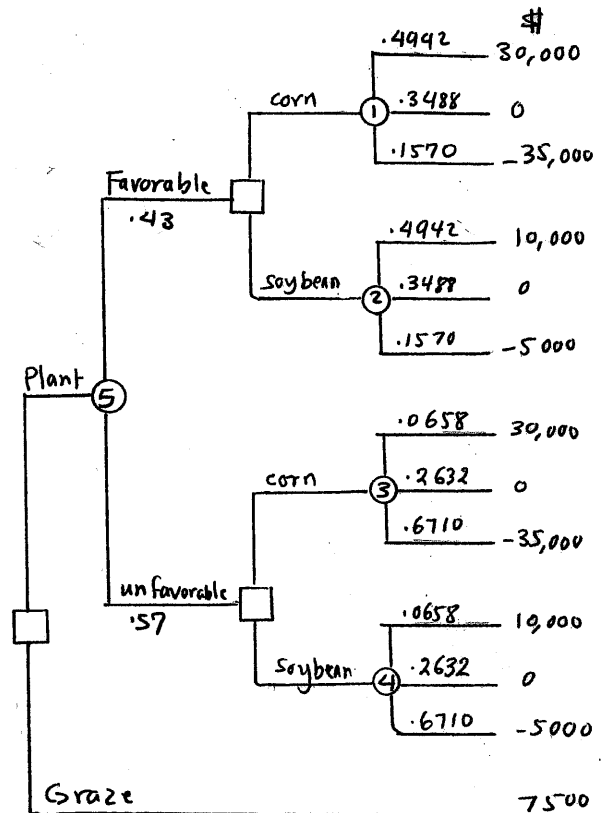 $
.4942 30,000
corn 1 .3488 0
.1570 -35,000
Favorable
.43
.4942 10,000
soybean 2 .3488 0
.1570 -5000
Plant 5
.0658 30,000
corn 3 .2632 0
.6710 -35,000
unfavorable
.57
.0658 10,000
Soybean 4 .2632 0
.6710 -5000
Graze 7500